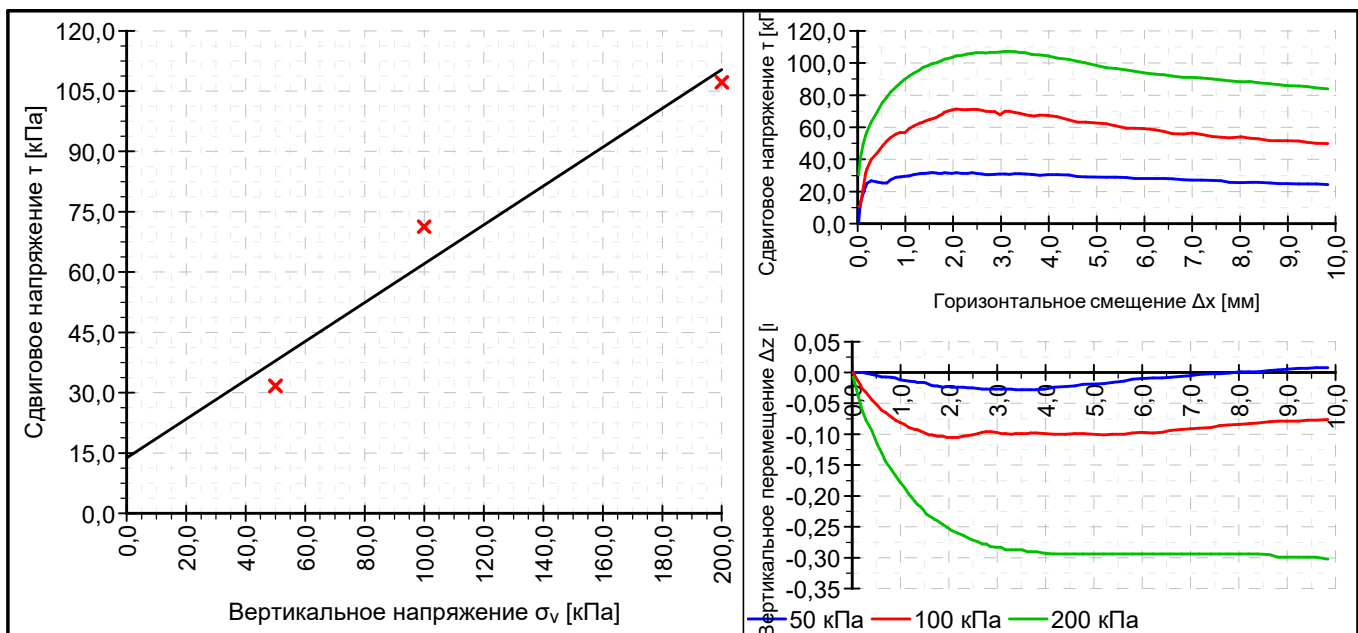 120,0
105,0
90,0
75,0
60,0
45,0
30,0
15,0
0,0
Сдвиговое напряжение τ [кПа]
0,0 20,0 40,0 60,0 80,0 100,0 120,0 140,0 160,0 180,0 200,0
Вертикальное напряжение σv [кПа]
120,0
100,0
80,0
60,0
40,0
20,0
0,0
Сдвиговое напряжение τ
0,0 1,0 2,0 3,0 4,0 5,0 6,0 7,0 8,0 9,0 10,0
Горизонтальное смещение Δx [мм]
0,05
0,00
-0,05
-0,10
-0,15
-0,20
-0,25
-0,30
-0,35
Вертикальное перемещение Δz
0,0 1,0 2,0 3,0 4,0 5,0 6,0 7,0 8,0 9,0 10,0
50 кПа 100 кПа 200 кПа